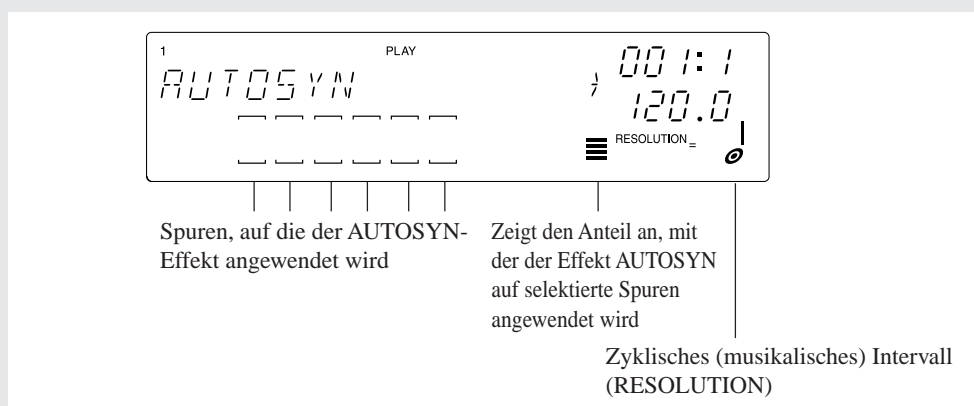 1 PLAY 001:1
AUTOSYN
120.0
RESOLUTION =
Spuren, auf die der AUTOSYN-
Effekt angewendet wird
Zeigt den Anteil an, mit
der der Effekt AUTOSYN
auf selektierte Spuren
angewendet wird
Zyklisches (musikalisches) Intervall
(RESOLUTION)